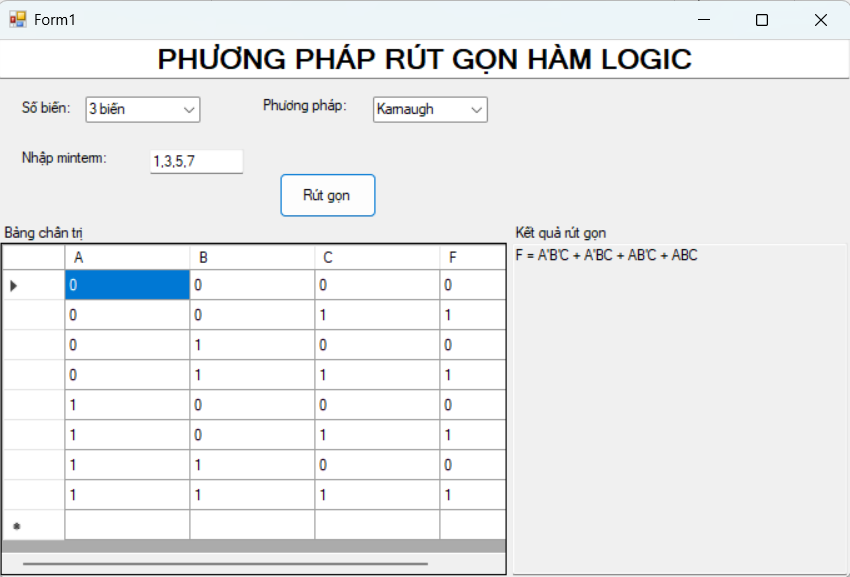 Form1
PHƯƠNG PHÁP RÚT GỌN HÀM LOGIC
Số biến: 3 biến Phương pháp: Karnaugh
Nhập minterm: 1,3,5,7
Rút gọn
Bảng chân trị
A B C F
0 0 0 0
0 0 1 1
0 1 0 0
0 1 1 1
1 0 0 0
1 0 1 1
1 1 0 0
1 1 1 1
Kết quả rút gọn
F = A'B'C + A'BC + AB'C + ABC